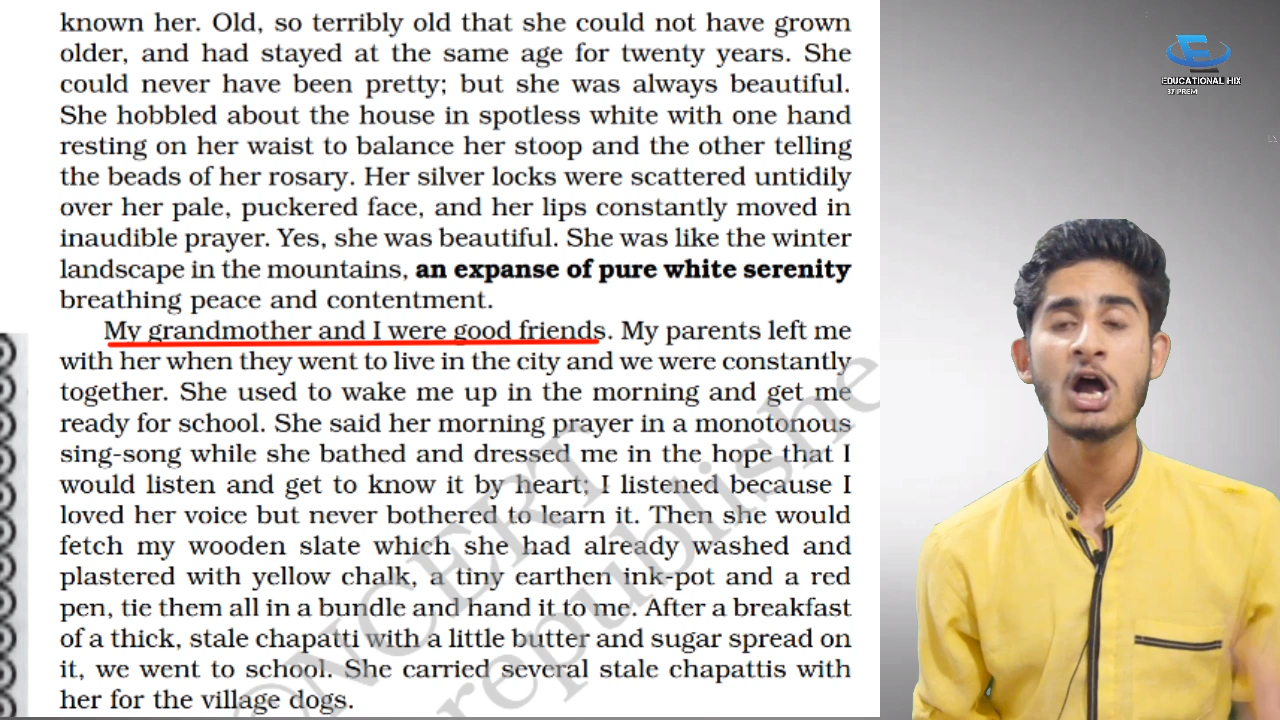 known her. Old, so terribly old that she could not have grown
older, and had stayed at the same age for twenty years. She
could never have been pretty; but she was always beautiful.
She hobbled about the house in spotless white with one hand
resting on her waist to balance her stoop and the other telling
the beads of her rosary. Her silver locks were scattered untidily
over her pale, puckered face, and her lips constantly moved in
inaudible prayer. Yes, she was beautiful. She was like the winter
landscape in the mountains, an expanse of pure white serenity
breathing peace and contentment.
My grandmother and I were good friends. My parents left me
with her when they went to live in the city and we were constantly
together. She used to wake me up in the morning and get me
ready for school. She said her morning prayer in a monotonous
sing-song while she bathed and dressed me in the hope that I
would listen and get to know it by heart; I listened because I
loved her voice but never bothered to learn it. Then she would
fetch my wooden slate which she had already washed and
plastered with yellow chalk, a tiny earthen ink-pot and a red
pen, tie them all in a bundle and hand it to me. After a breakfast
of a thick, stale chapatti with a little butter and sugar spread on
it, we went to school. She carried several stale chapattis with
her for the village dogs.
NCERT
republishe
EDUCATIONAL HIX
BY PREM